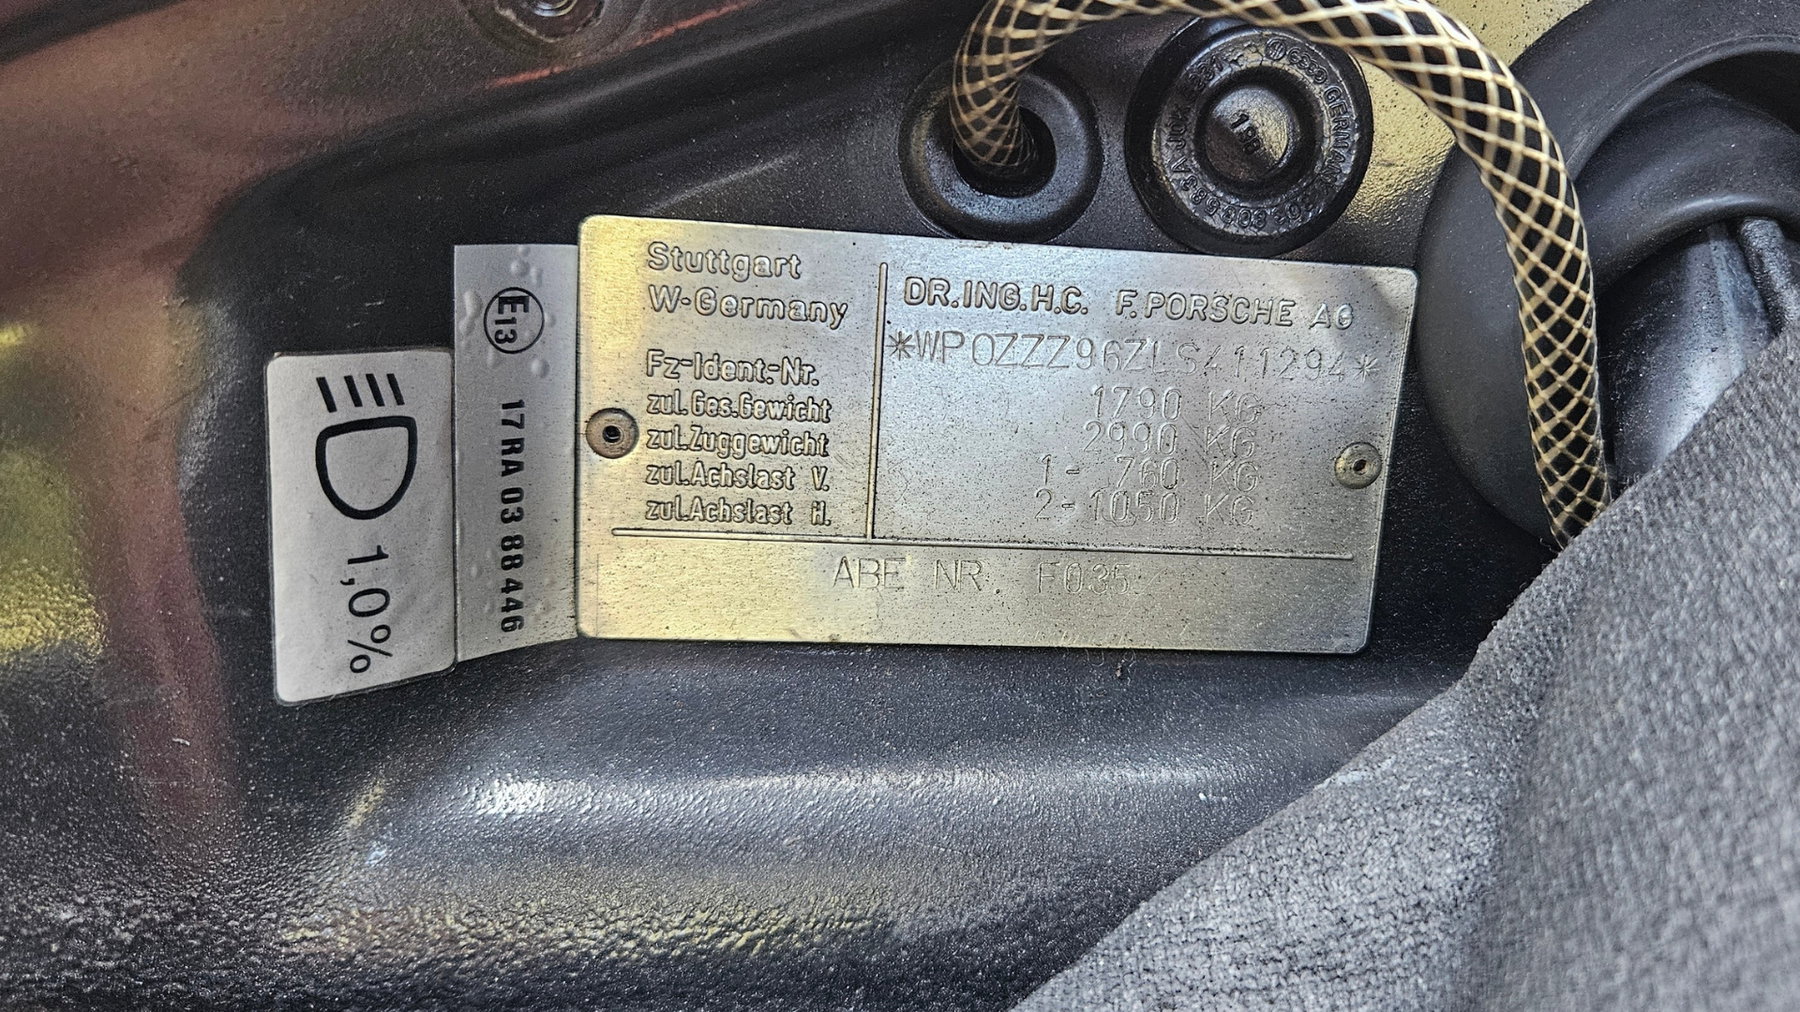 Stuttgart
W-Germany
DR.ING.H.C. F.PORSCHE AG
Fz-Ident.-Nr. *WP0ZZZ96ZLS411294*
zul.Ges.Gewicht 1790 KG
zul.Zuggewicht 2990 KG
zul.Achslast V. 1- 760 KG
zul.Achslast H. 2-1050 KG
ABE NR F035
E13
17 RA 03 88 446
1,0%